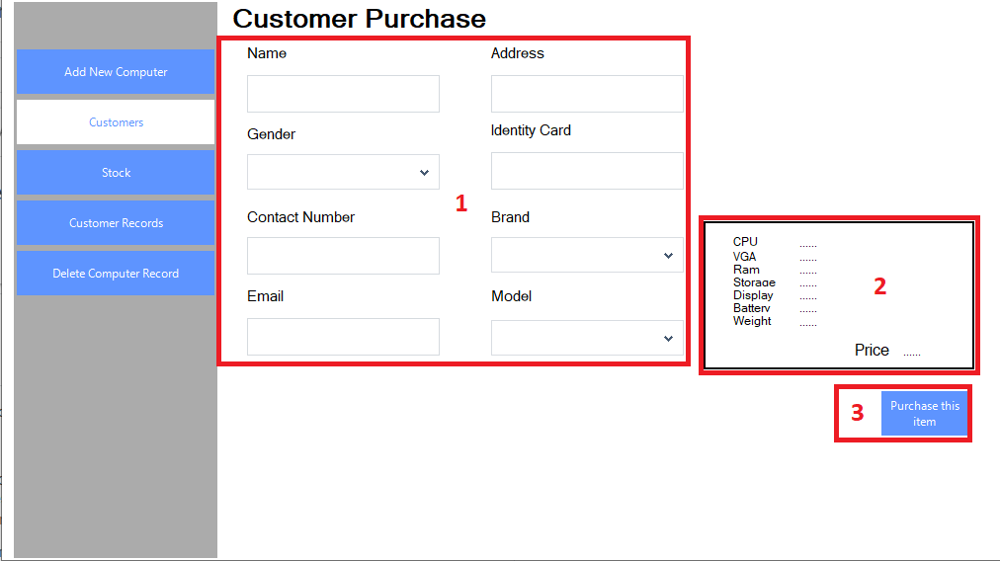 Customer Purchase
Add New Computer
Customers
Stock
Customer Records
Delete Computer Record
Name
Address
Gender
Identity Card
1
Contact Number
Brand
Email
Model
CPU ......
VGA ......
Ram ......
Storage ......
Display ......
Battery ......
Weight ......
2
Price ......
3
Purchase this
item